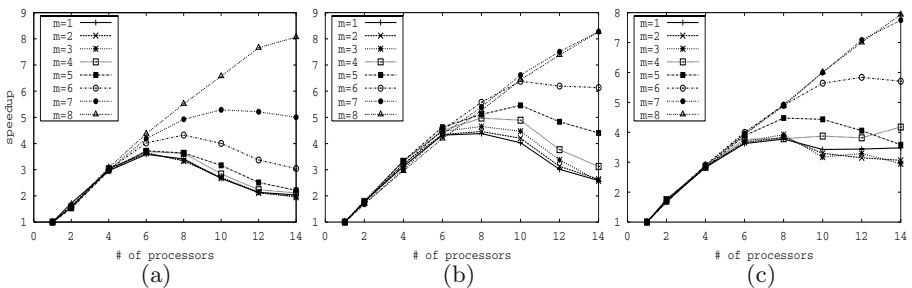 speedup
9
8
7
6
5
4
3
2
1
m=1
m=2
m=3
m=4
m=5
m=6
m=7
m=8
0 2 4 6 8 10 12 14
# of processors
(a)
9
8
7
6
5
4
3
2
1
m=1
m=2
m=3
m=4
m=5
m=6
m=7
m=8
0 2 4 6 8 10 12 14
# of processors
(b)
8
7
6
5
4
3
2
1
m=1
m=2
m=3
m=4
m=5
m=6
m=7
m=8
0 2 4 6 8 10 12 14
# of processors
(c)